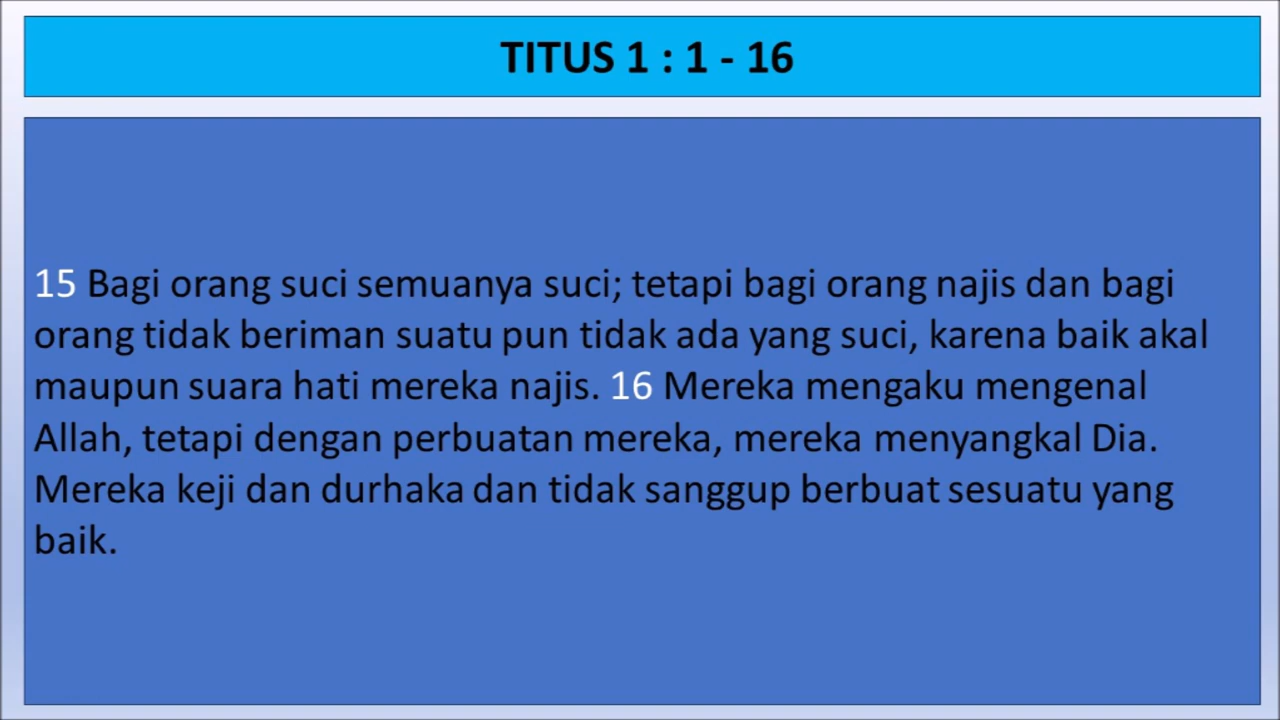 TITUS 1 : 1 - 16
15 Bagi orang suci semuanya suci; tetapi bagi orang najis dan bagi
orang tidak beriman suatu pun tidak ada yang suci, karena baik akal
maupun suara hati mereka najis. 16 Mereka mengaku mengenal
Allah, tetapi dengan perbuatan mereka, mereka menyangkal Dia.
Mereka keji dan durhaka dan tidak sanggup berbuat sesuatu yang
baik.